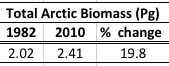 Total Arctic Biomass (Pg)
1982 2010 % change
2.02 2.41 19.8